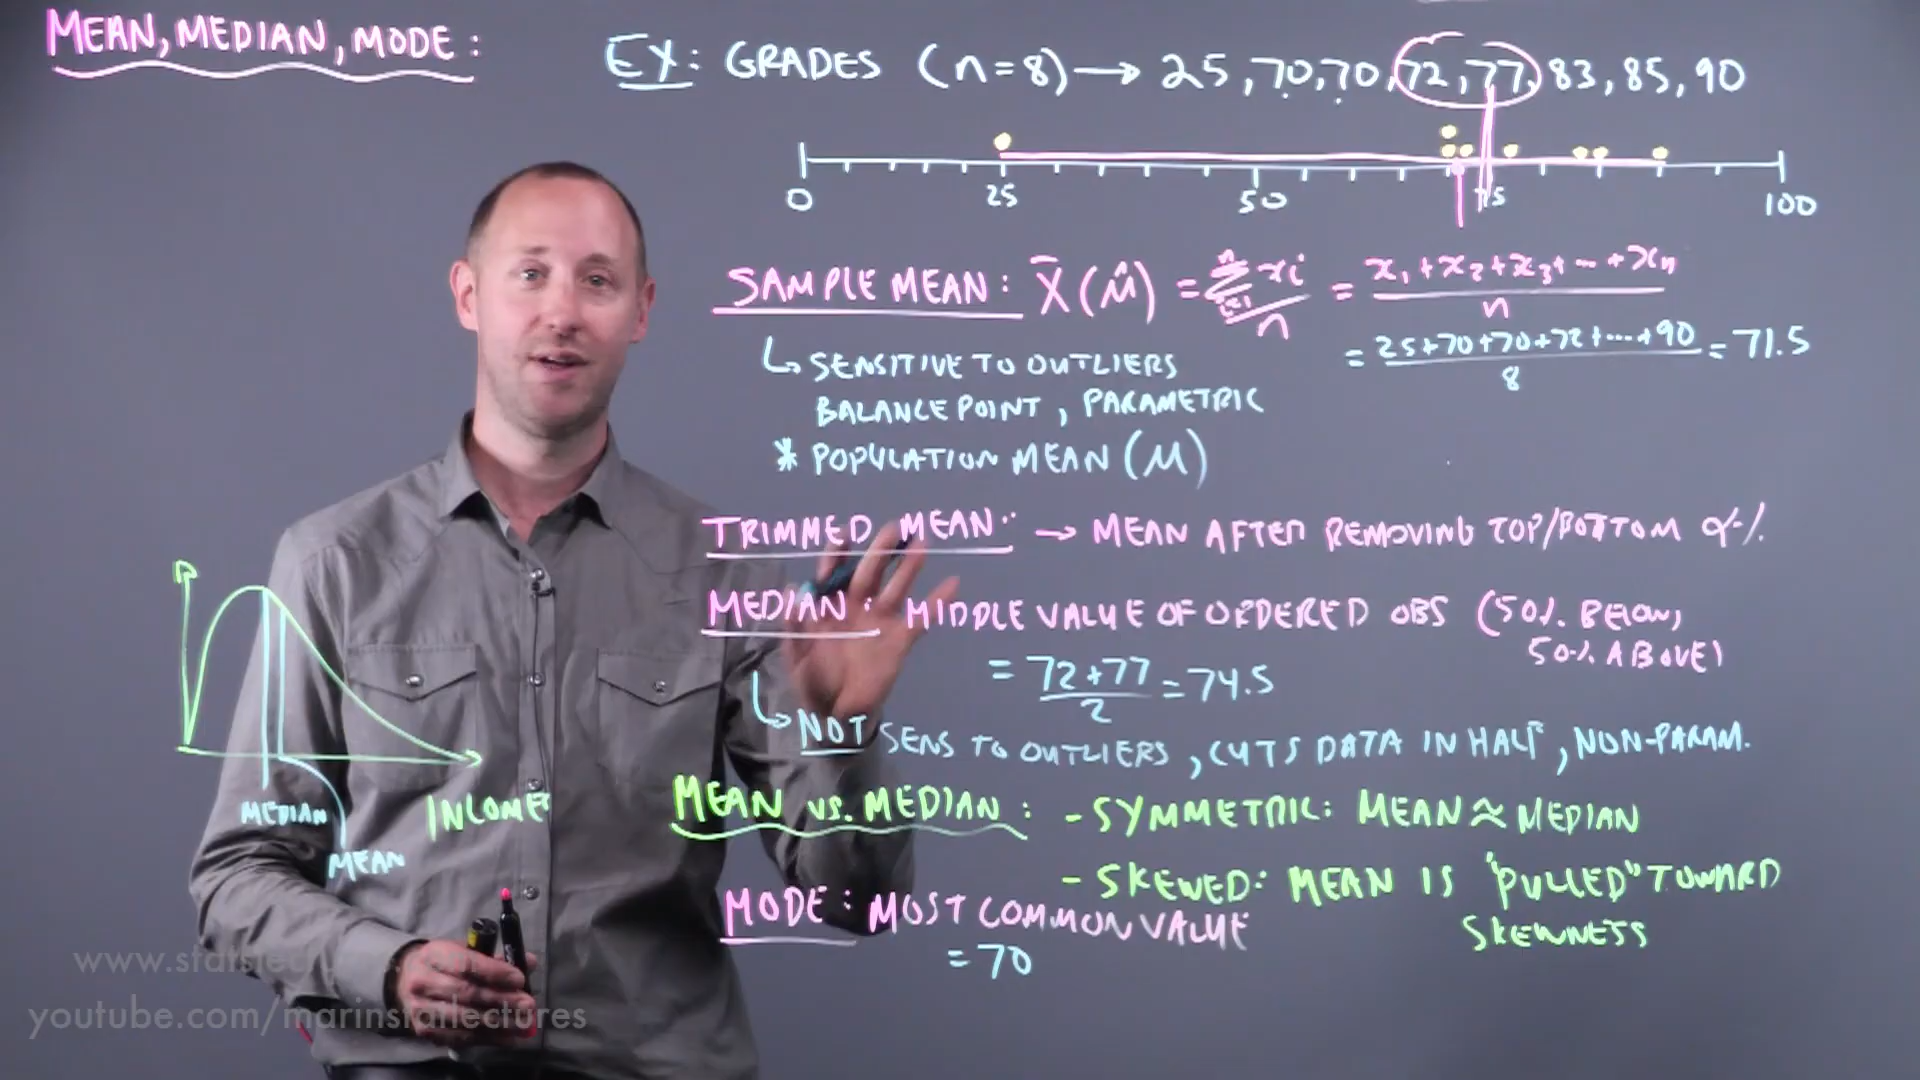 MEAN, MEDIAN, MODE:
EX: GRADES (n=8) → 25, 70, 70, 72, 77, 83, 85, 90
0 25 50 75 100
SAMPLE MEAN: X̄ (μ̂) = Σ xi / n = x1 + x2 + x3 + ... + xn / n
= 25+70+70+72+...+90 / 8 = 71.5
↳ SENSITIVE TO OUTLIERS
BALANCE POINT, PARAMETRIC
* POPULATION MEAN (μ)
TRIMMED MEAN: → MEAN AFTER REMOVING TOP/BOTTOM α%
MEDIAN: MIDDLE VALUE OF ORDERED OBS (50% BELOW,
50% ABOVE)
= 72+77 / 2 = 74.5
↳ NOT SENS TO OUTLIERS, CUTS DATA IN HALF, NON-PARAM.
MEAN VS. MEDIAN: - SYMMETRIC: MEAN ≈ MEDIAN
- SKEWED: MEAN IS "PULLED" TOWARD
SKEWNESS
MODE: MOST COMMON VALUE
= 70
MEDIAN
MEAN
INCOME
www.statslectures.com
youtube.com/marinstatlectures